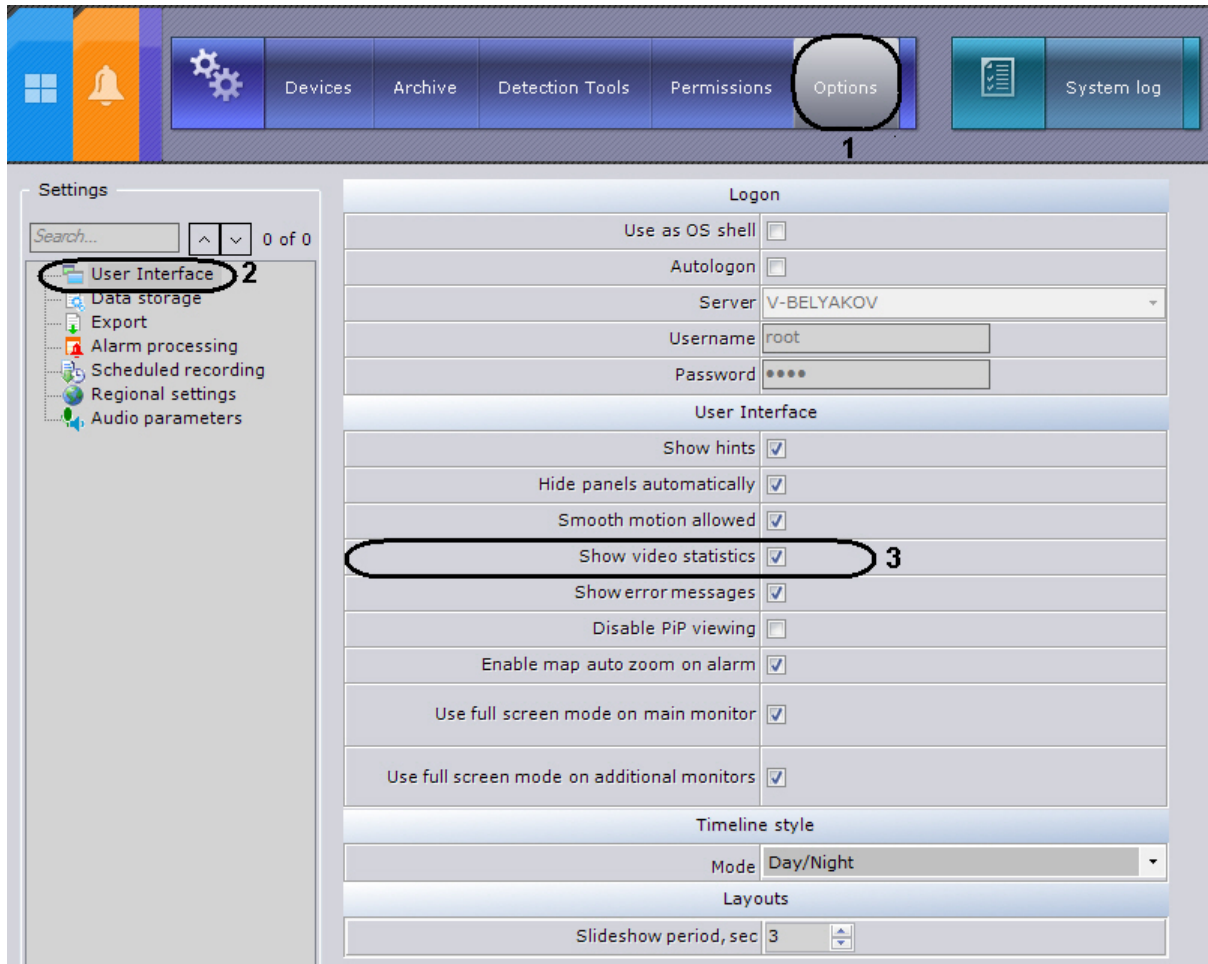 Devices Archive Detection Tools Permissions Options System log
1
Settings
Search... 0 of 0
User Interface 2
Data storage
Export
Alarm processing
Scheduled recording
Regional settings
Audio parameters
Logon
Use as OS shell
Autologon
Server V-BELYAKOV
Username root
Password ••••
User Interface
Show hints
Hide panels automatically
Smooth motion allowed
Show video statistics 3
Show error messages
Disable PiP viewing
Enable map auto zoom on alarm
Use full screen mode on main monitor
Use full screen mode on additional monitors
Timeline style
Mode Day/Night
Layouts
Slideshow period, sec 3